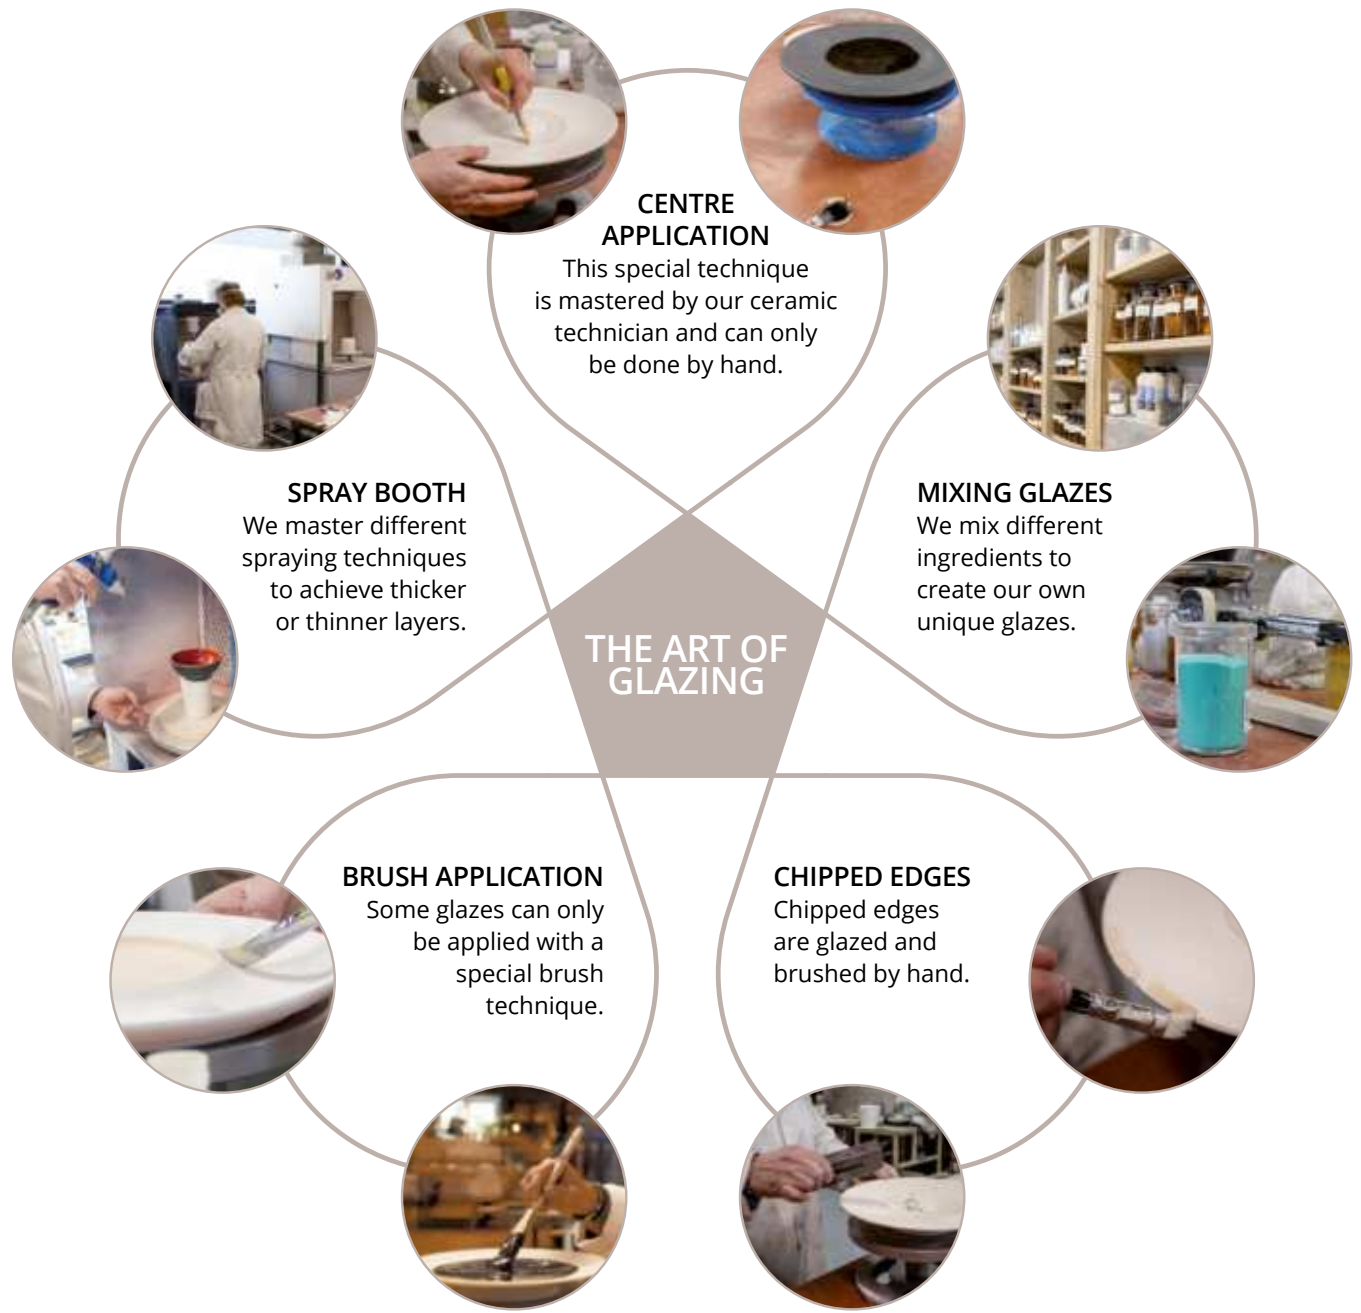 CENTRE
APPLICATION
This special technique
is mastered by our ceramic
technician and can only
be done by hand.
SPRAY BOOTH
We master different
spraying techniques
to achieve thicker
or thinner layers.
MIXING GLAZES
We mix different
ingredients to
create our own
unique glazes.
THE ART OF
GLAZING
BRUSH APPLICATION
Some glazes can only
be applied with a
special brush
technique.
CHIPPED EDGES
Chipped edges
are glazed and
brushed by hand.